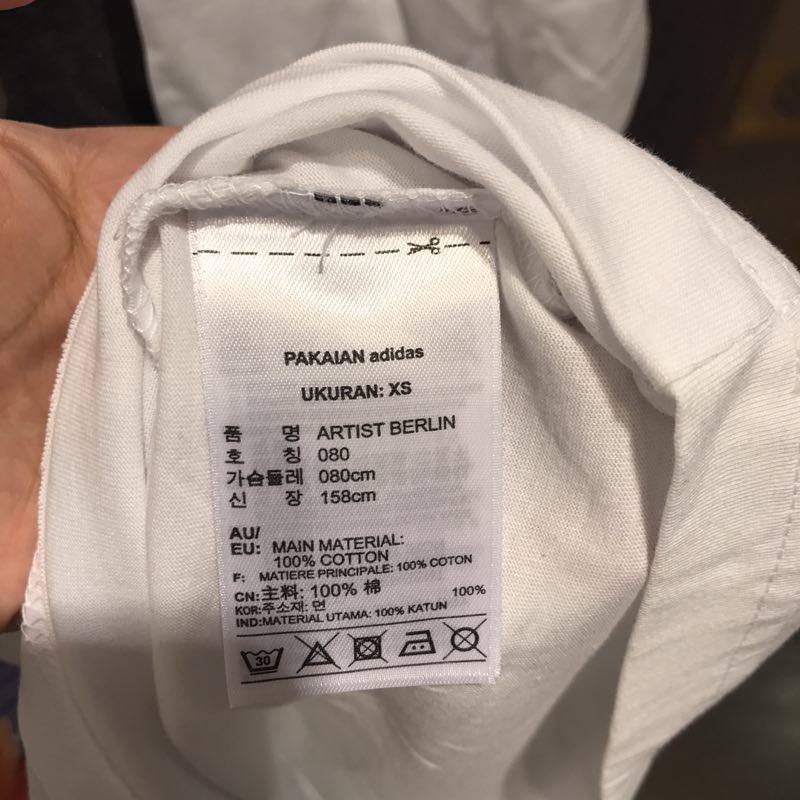 PAKAIAN adidas
UKURAN: XS
품 명 ARTIST BERLIN
호 칭 080
가슴둘레 080cm
신 장 158cm
AU/
EU: MAIN MATERIAL:
100% COTTON
F: MATIERE PRINCIPALE: 100% COTON
CN:主料: 100% 棉
KOR:주소재: 면 100%
IND:MATERIAL UTAMA: 100% KATUN
30